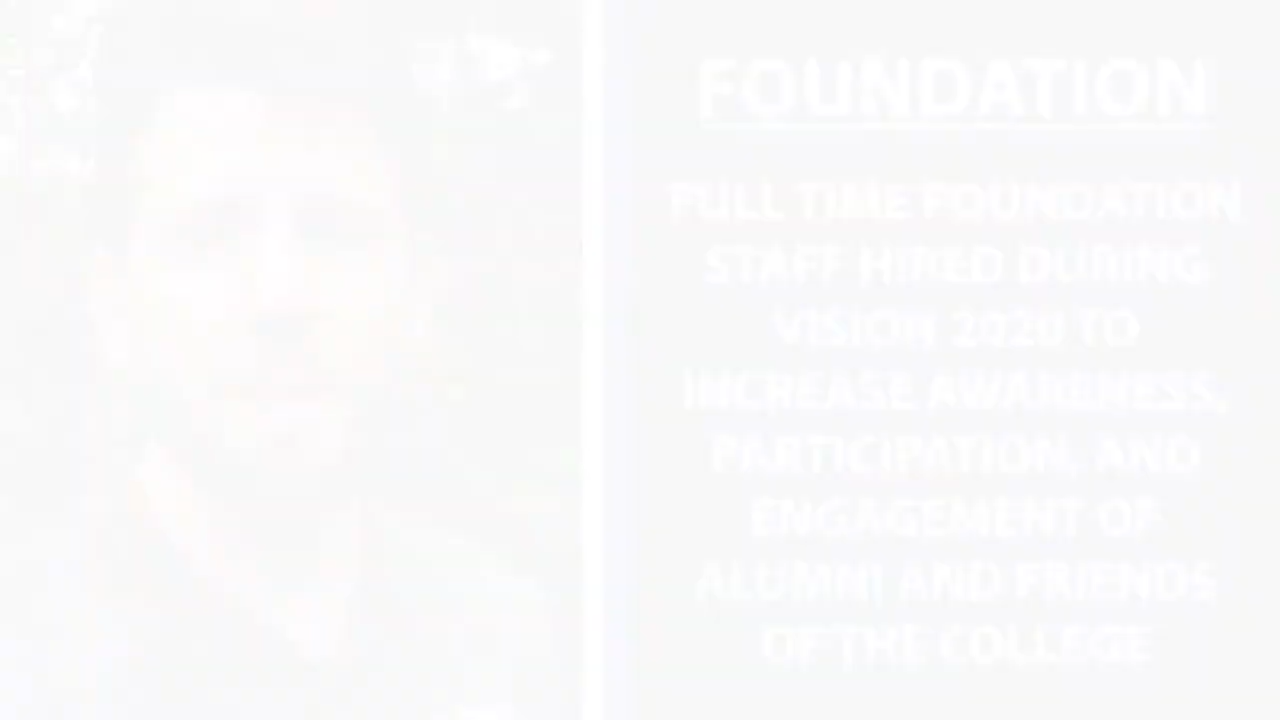 FOUNDATION
FULL TIME FOUNDATION
STAFF HIRED DURING
VISION 2020 TO
INCREASE AWARENESS,
PARTICIPATION, AND
ENGAGEMENT OF
ALUMNI AND FRIENDS
OF THE COLLEGE